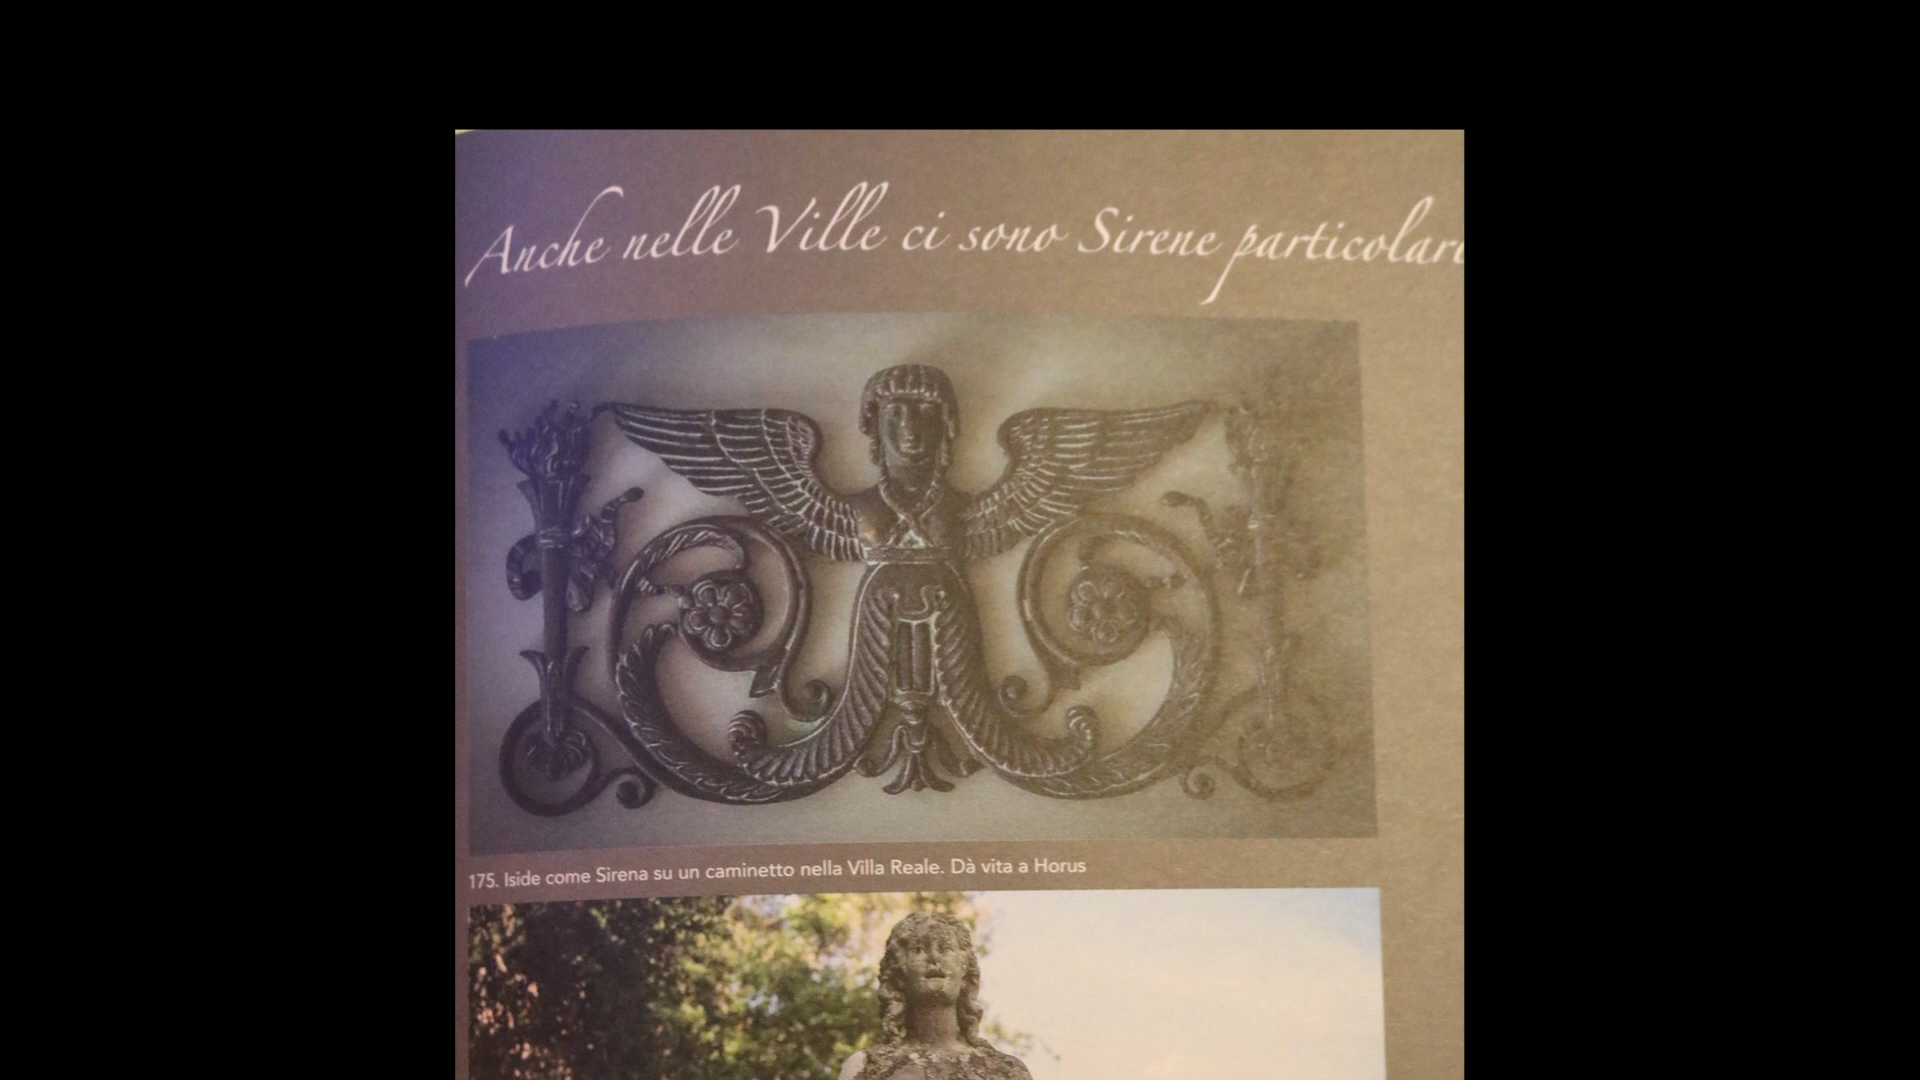 Anche nelle Ville ci sono Sirene particolari
175. Iside come Sirena su un caminetto nella Villa Reale. Dà vita a Horus